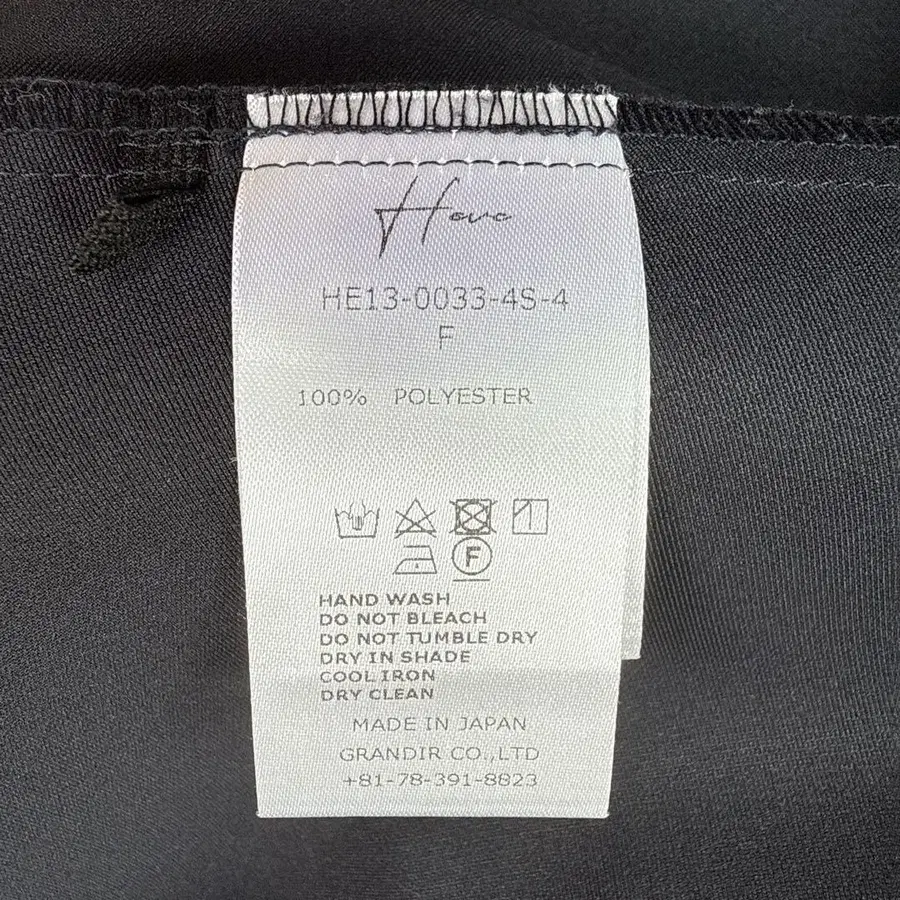 Heve
HE13-0033-4S-4
F
100% POLYESTER
F
HAND WASH
DO NOT BLEACH
DO NOT TUMBLE DRY
DRY IN SHADE
COOL IRON
DRY CLEAN
MADE IN JAPAN
GRANDIR CO.,LTD
+81-78-391-8823